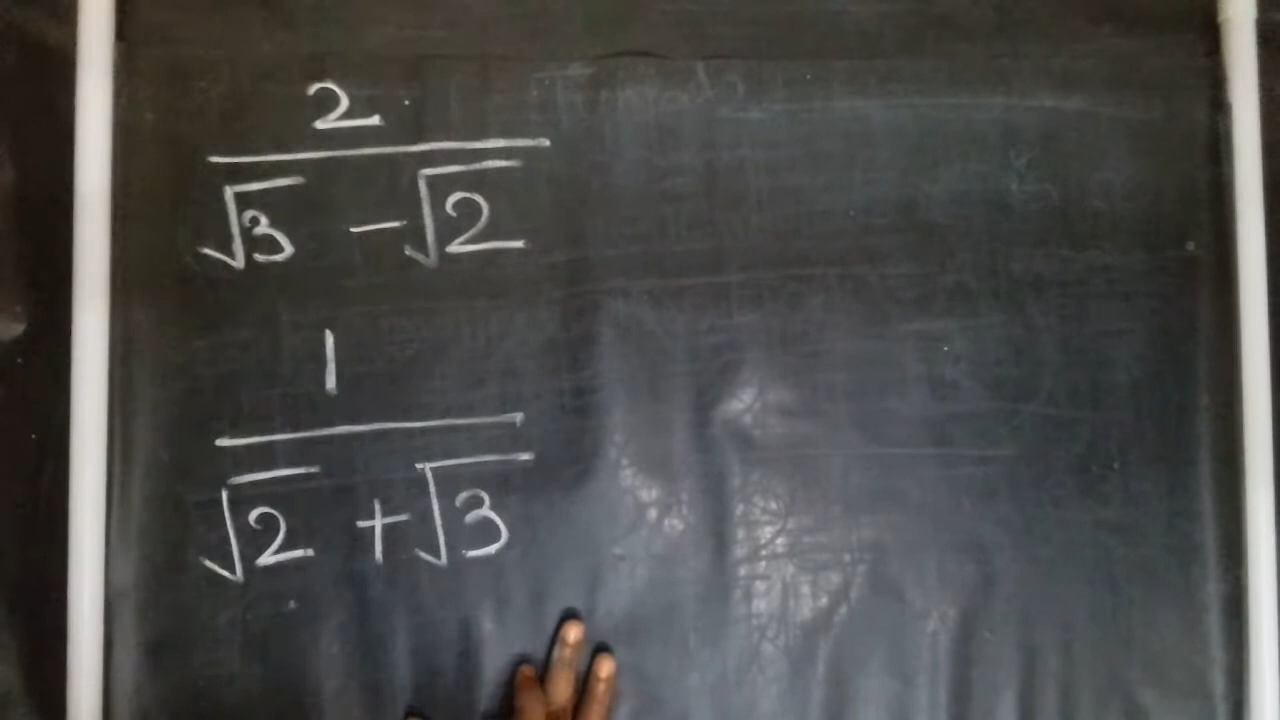 2
√3 - √2
1
√2 + √3